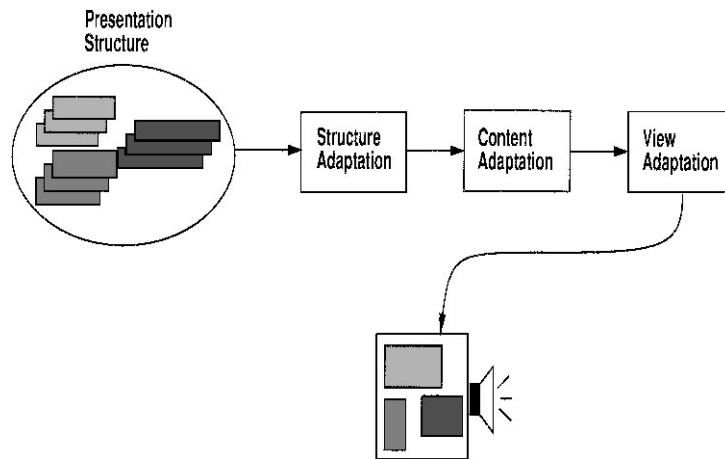 Presentation
Structure
Structure
Adaptation
Content
Adaptation
View
Adaptation